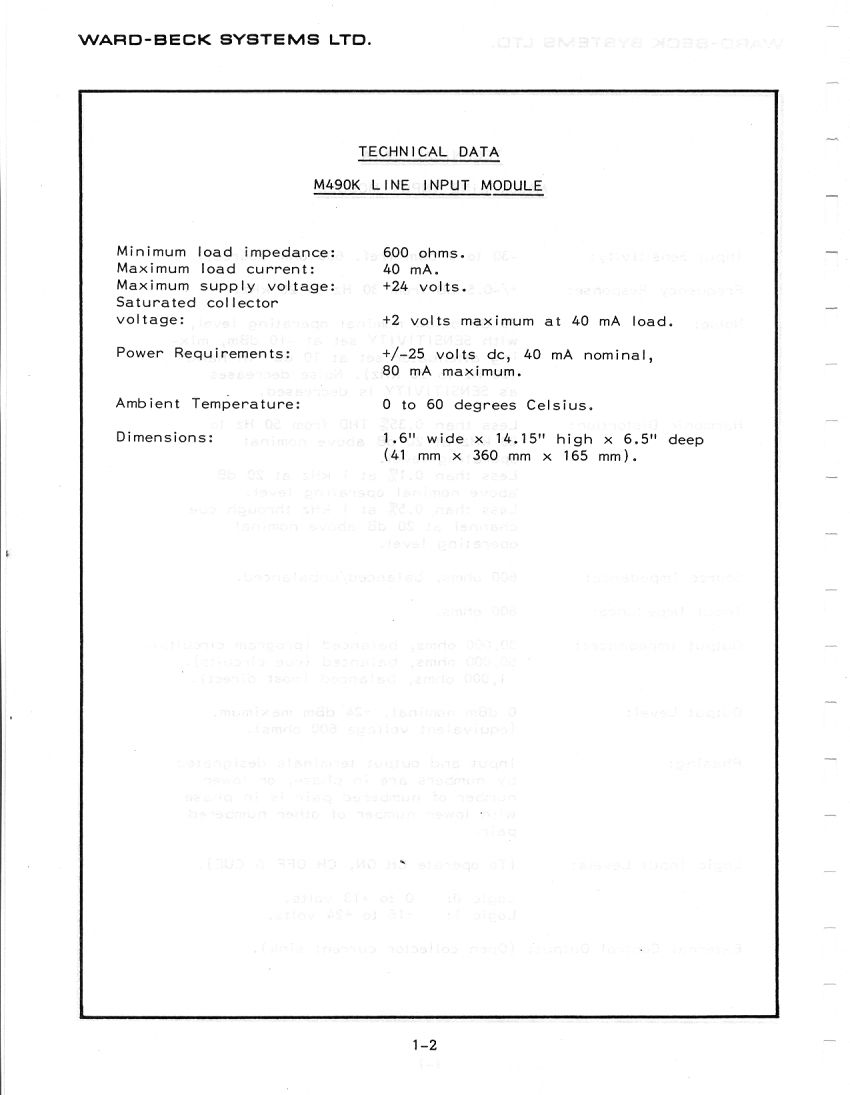 WARD-BECK SYSTEMS LTD.
TECHNICAL DATA
M490K LINE INPUT MODULE
Minimum load impedance: 600 ohms.
Maximum load current: 40 mA.
Maximum supply voltage: +24 volts.
Saturated collector
voltage: +2 volts maximum at 40 mA load.
Power Requirements: +/-25 volts dc, 40 mA nominal,
80 mA maximum.
Ambient Temperature: 0 to 60 degrees Celsius.
Dimensions: 1.6" wide x 14.15" high x 6.5" deep
(41 mm x 360 mm x 165 mm).
1-2